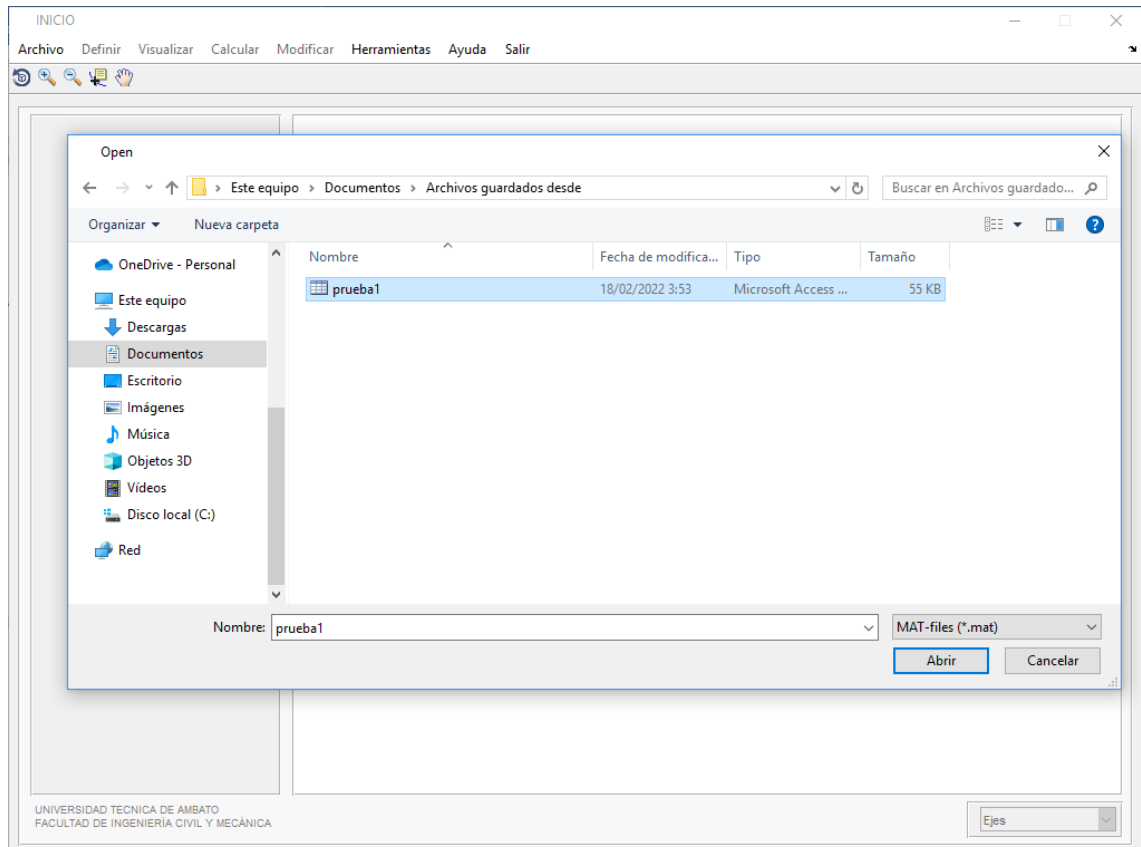 INICIO
Archivo Definir Visualizar Calcular Modificar Herramientas Ayuda Salir
Open
Este equipo > Documentos > Archivos guardados desde
Buscar en Archivos guardado...
Organizar Nueva carpeta
Nombre Fecha de modifica... Tipo Tamaño
prueba1 18/02/2022 3:53 Microsoft Access ... 55 KB
OneDrive - Personal
Este equipo
Descargas
Documentos
Escritorio
Imágenes
Música
Objetos 3D
Vídeos
Disco local (C:)
Red
Nombre: prueba1 MAT-files (*.mat)
Abrir Cancelar
UNIVERSIDAD TECNICA DE AMBATO
FACULTAD DE INGENIERÍA CIVIL Y MECÁNICA
Ejes